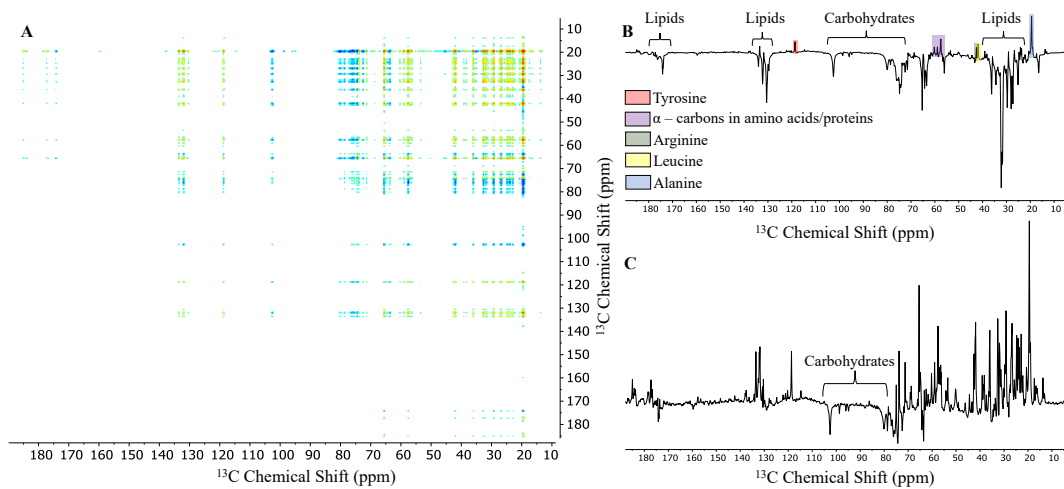 A
10
20
30
40
50
60
70
80
90
100
110
120
130
140
150
160
170
180
180 170 160 150 140 130 120 110 100 90 80 70 60 50 40 30 20 10
¹³C Chemical Shift (ppm)
¹³C Chemical Shift (ppm)
B
Lipids Lipids Carbohydrates Lipids
Tyrosine
α – carbons in amino acids/proteins
Arginine
Leucine
Alanine
180 170 160 150 140 130 120 110 100 90 80 70 60 50 40 30 20 10
¹³C Chemical Shift (ppm)
C
Carbohydrates
180 170 160 150 140 130 120 110 100 90 80 70 60 50 40 30 20 10
¹³C Chemical Shift (ppm)